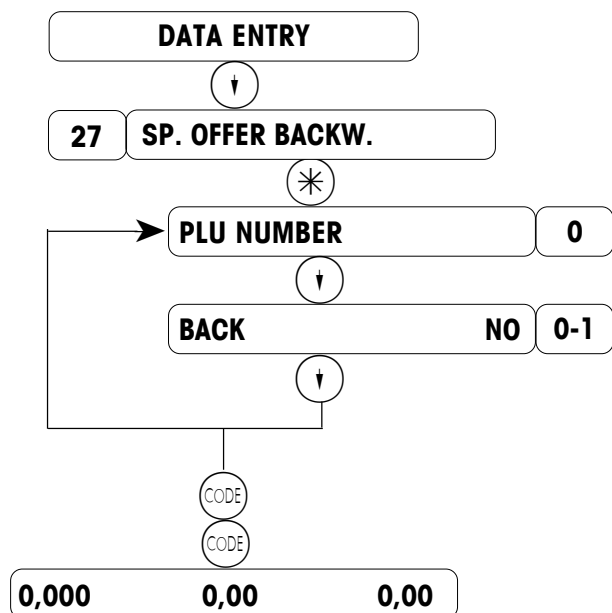 DATA ENTRY
27 SP. OFFER BACKW.
PLU NUMBER 0
BACK NO 0-1
CODE
CODE
0,000 0,00 0,00